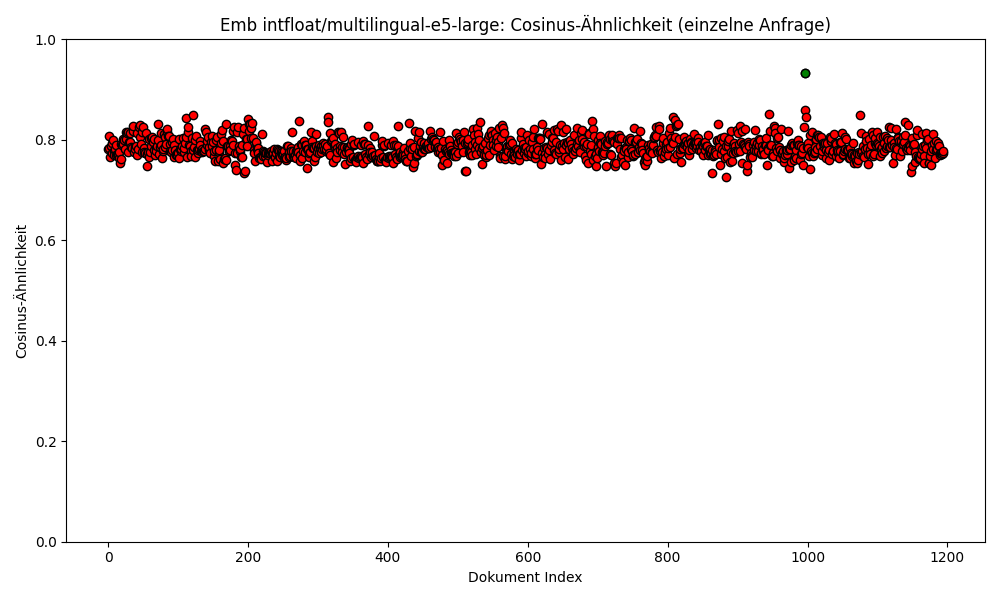 Emb intfloat/multilingual-e5-large: Cosinus-Ähnlichkeit (einzelne Anfrage)
1.0
0.8
0.6
0.4
0.2
0.0
Cosinus-Ähnlichkeit
0 200 400 600 800 1000 1200
Dokument Index